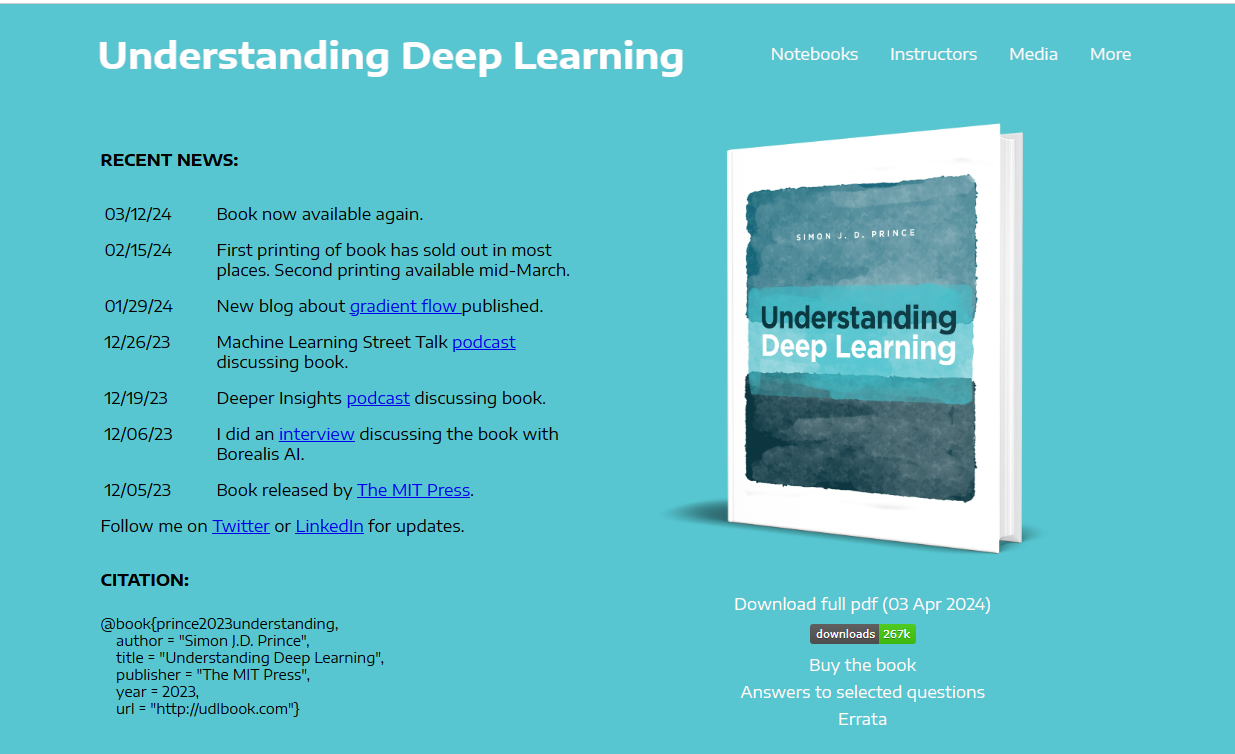 Understanding Deep Learning
Notebooks Instructors Media More
RECENT NEWS:
03/12/24 Book now available again.
02/15/24 First printing of book has sold out in most
places. Second printing available mid-March.
01/29/24 New blog about gradient flow published.
12/26/23 Machine Learning Street Talk podcast
discussing book.
12/19/23 Deeper Insights podcast discussing book.
12/06/23 I did an interview discussing the book with
Borealis AI.
12/05/23 Book released by The MIT Press.
Follow me on Twitter or LinkedIn for updates.
CITATION:
@book{prince2023understanding,
author = "Simon J.D. Prince",
title = "Understanding Deep Learning",
publisher = "The MIT Press",
year = 2023,
url = "http://udlbook.com"}
SIMON J. D. PRINCE
Understanding
Deep Learning
Download full pdf (03 Apr 2024)
downloads 267k
Buy the book
Answers to selected questions
Errata